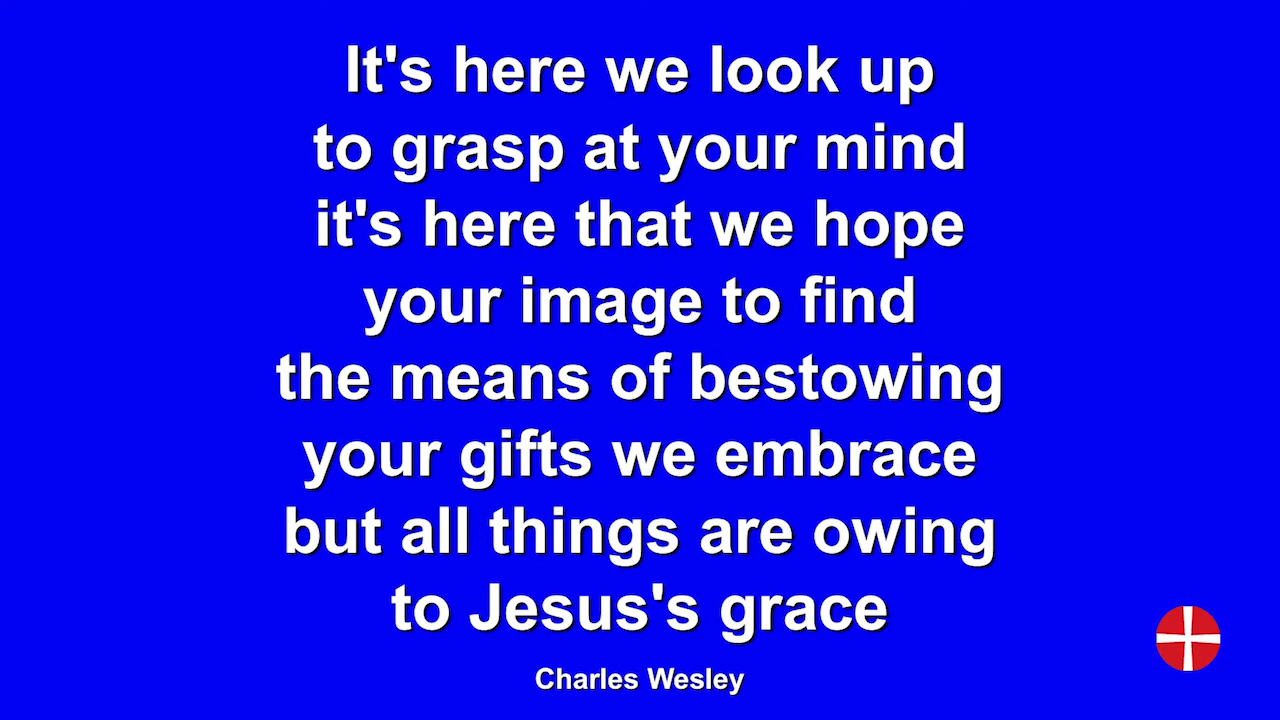 It's here we look up
to grasp at your mind
it's here that we hope
your image to find
the means of bestowing
your gifts we embrace
but all things are owing
to Jesus's grace
Charles Wesley